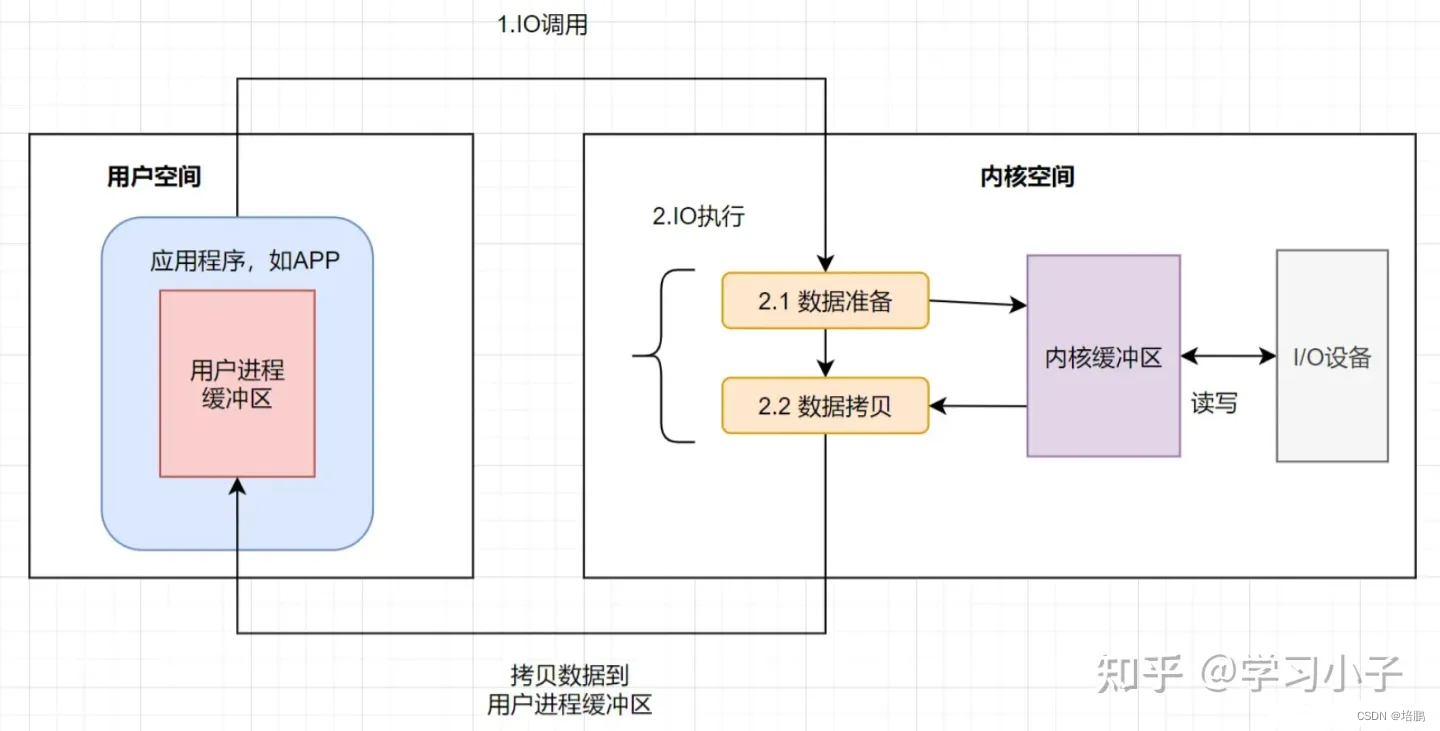 1.IO调用
用户空间
内核空间
应用程序，如APP
用户进程
缓冲区
2.IO执行
2.1 数据准备
2.2 数据拷贝
内核缓冲区
读写
I/O设备
拷贝数据到
用户进程缓冲区
知乎 @学习小子
CSDN @培鹏